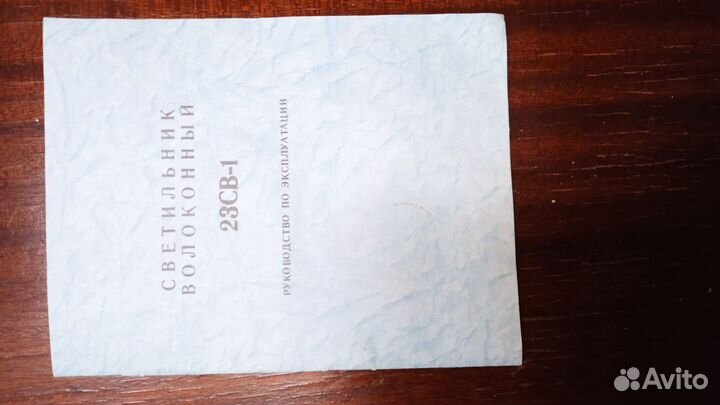 СВЕТИЛЬНИК
ВОЛОКОННЫЙ
23СВ-1
РУКОВОДСТВО ПО ЭКСПЛУАТАЦИИ
Avito